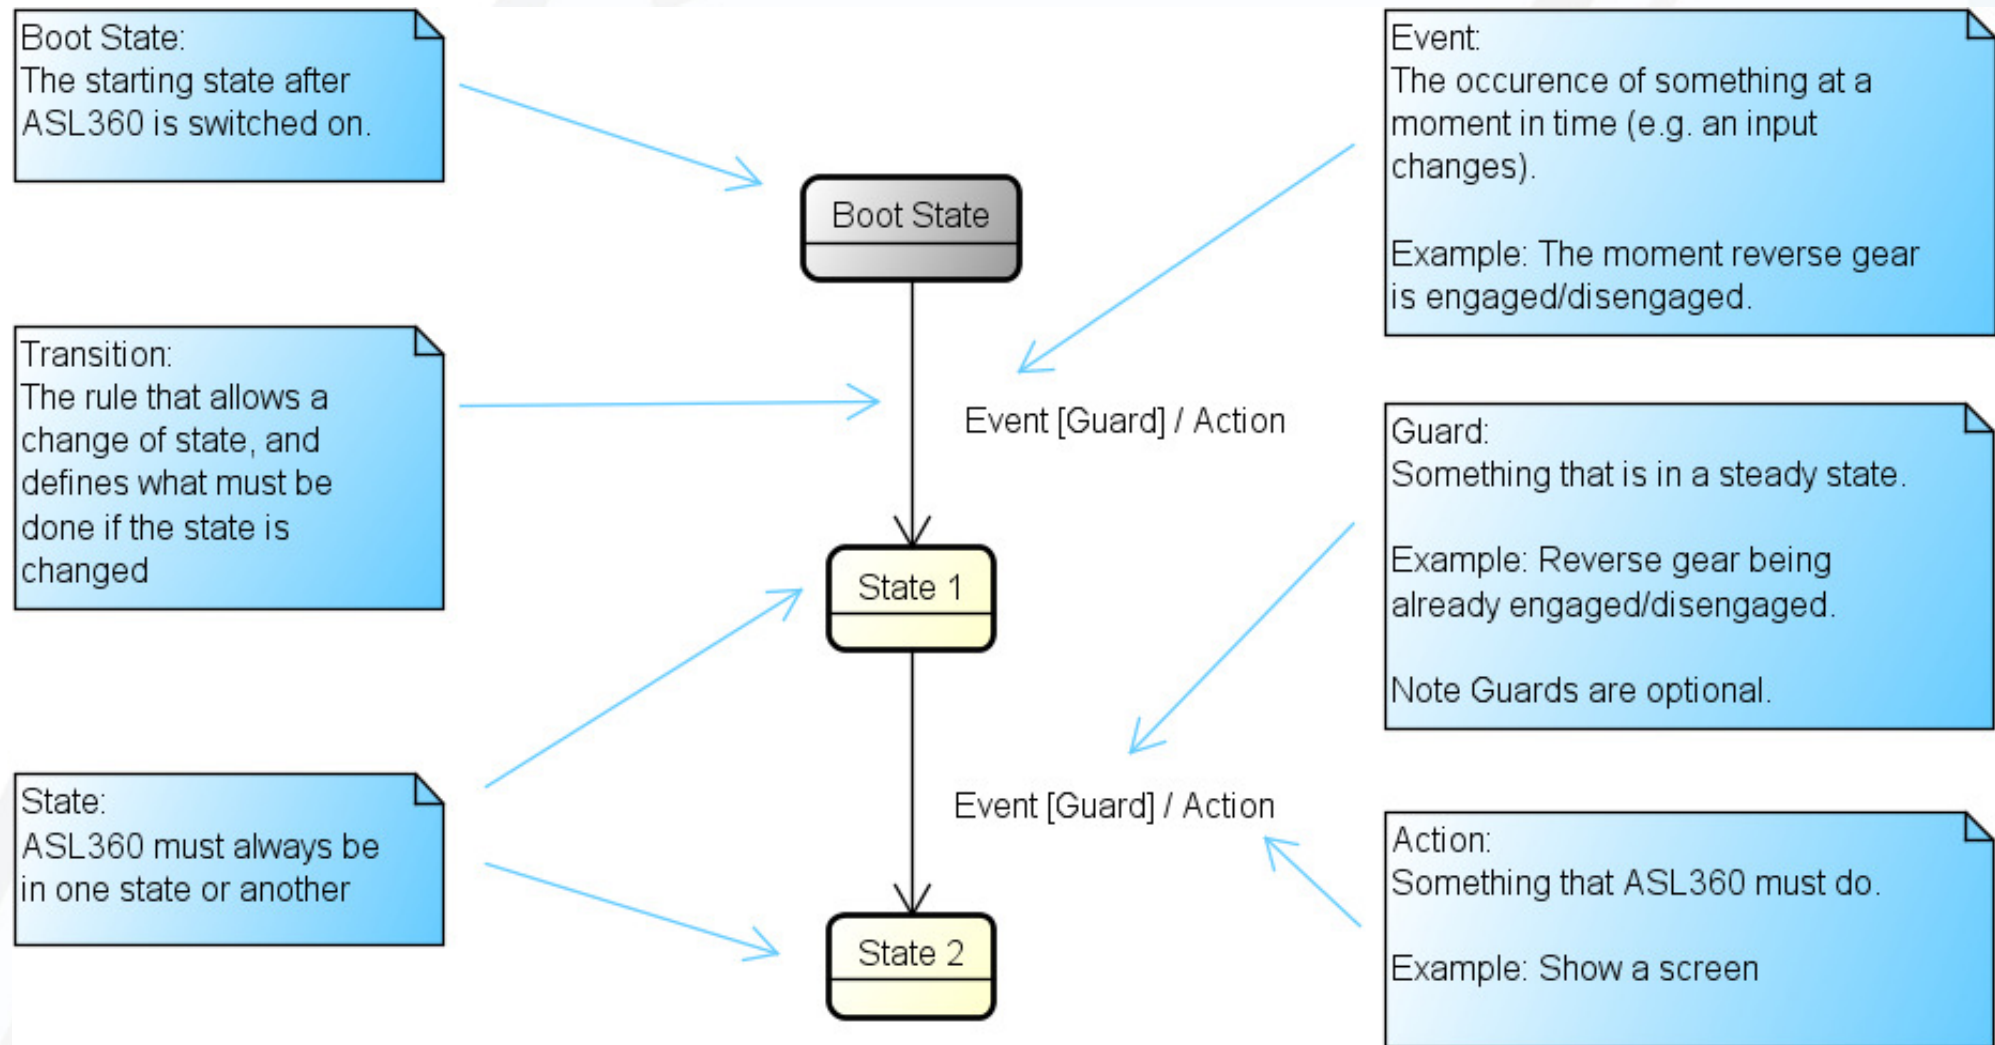 Boot State:
The starting state after
ASL360 is switched on.
Transition:
The rule that allows a
change of state, and
defines what must be
done if the state is
changed
State:
ASL360 must always be
in one state or another
Boot State
Event [Guard] / Action
State 1
Event [Guard] / Action
State 2
Event:
The occurence of something at a
moment in time (e.g. an input
changes).
Example: The moment reverse gear
is engaged/disengaged.
Guard:
Something that is in a steady state.
Example: Reverse gear being
already engaged/disengaged.
Note Guards are optional.
Action:
Something that ASL360 must do.
Example: Show a screen